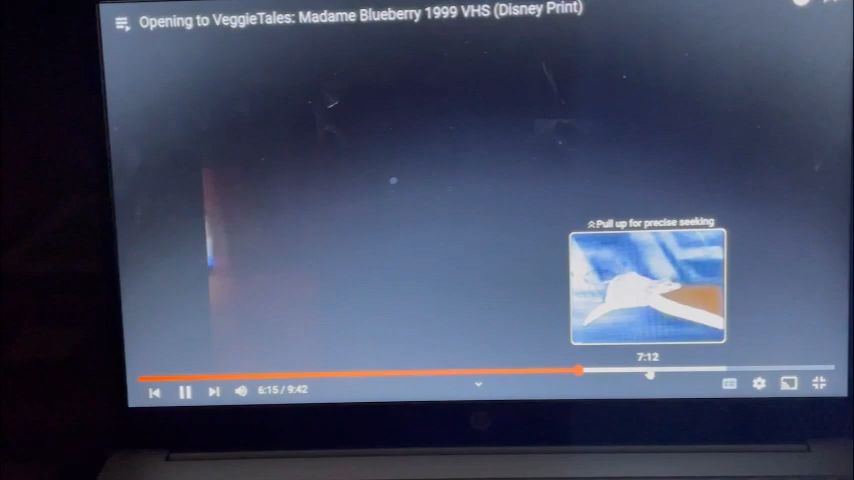 Opening to VeggieTales: Madame Blueberry 1999 VHS (Disney Print)
Pull up for precise seeking
7:12
6:15 / 9:42